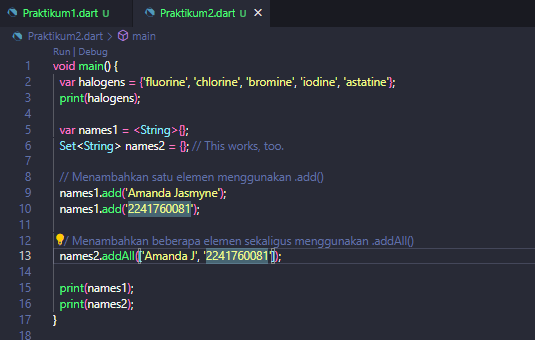 Praktikum1.dart U Praktikum2.dart U
Praktikum2.dart > main
Run | Debug
1 void main() {
2 var halogens = {'fluorine', 'chlorine', 'bromine', 'iodine', 'astatine'};
3 print(halogens);
4
5 var names1 = <String>{};
6 Set<String> names2 = {}; // This works, too.
7
8 // Menambahkan satu elemen menggunakan .add()
9 names1.add('Amanda Jasmyne');
10 names1.add('2241760081');
11
12 // Menambahkan beberapa elemen sekaligus menggunakan .addAll()
13 names2.addAll(['Amanda J', '2241760081']);
14
15 print(names1);
16 print(names2);
17 }
18